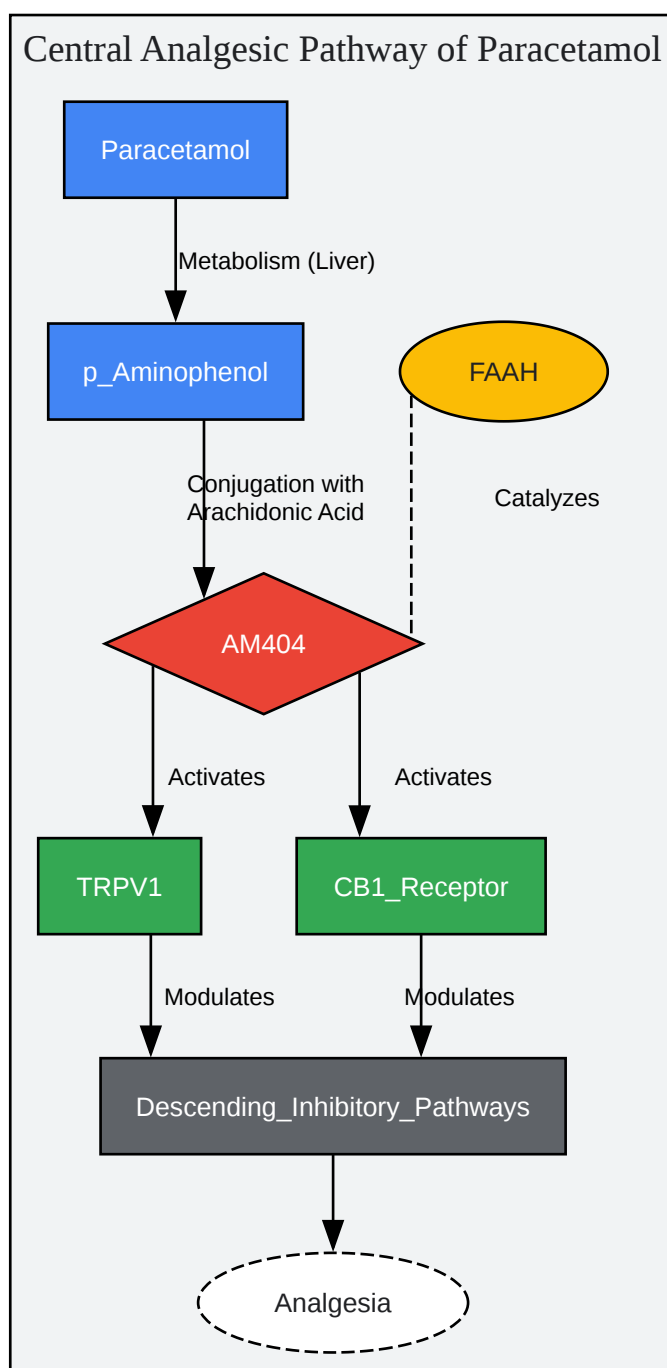 Central Analgesic Pathway of Paracetamol
Paracetamol
Metabolism (Liver)
p_Aminophenol
FAAH
Conjugation with
Arachidonic Acid
Catalyzes
AM404
Activates
Activates
TRPV1
CB1_Receptor
Modulates
Modulates
Descending_Inhibitory_Pathways
Analgesia